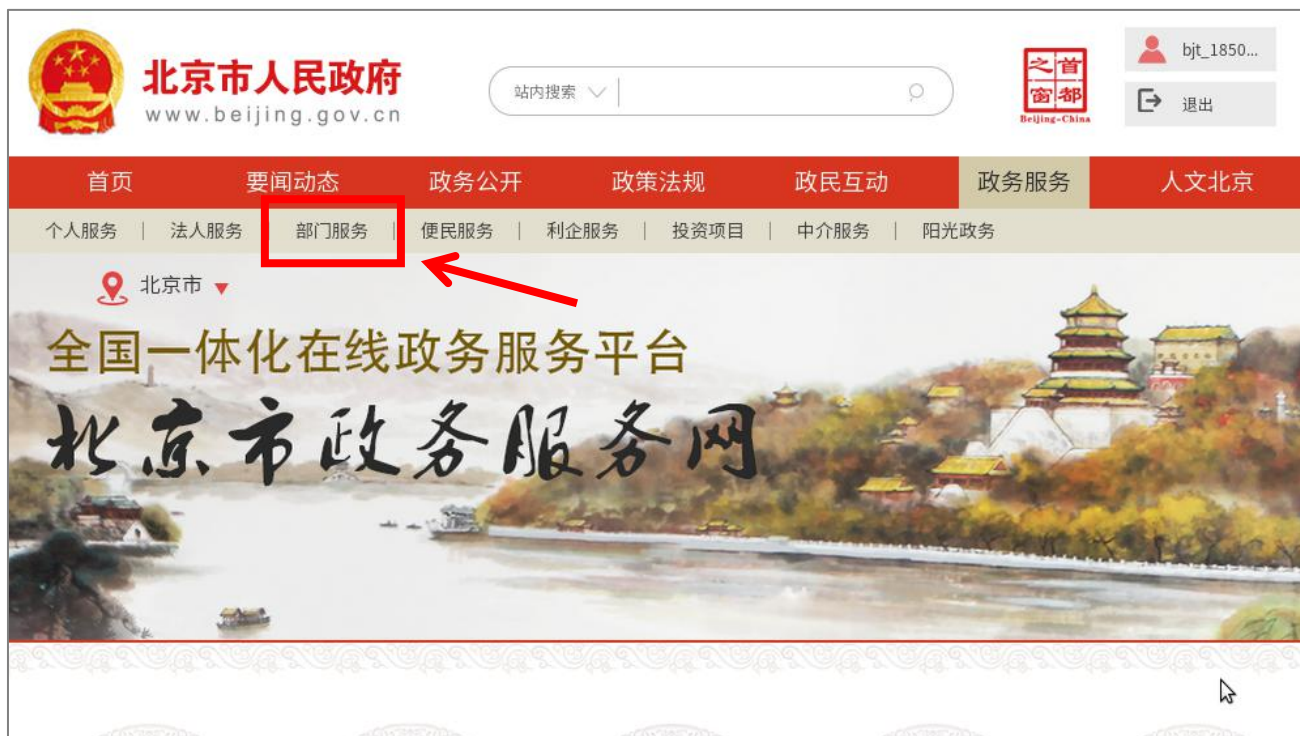 北京市人民政府
www.beijing.gov.cn
站内搜索
首都之窗
Beijing-China
bjt_1850...
退出
首页 要闻动态 政务公开 政策法规 政民互动 政务服务 人文北京
个人服务 | 法人服务 | 部门服务 | 便民服务 | 利企服务 | 投资项目 | 中介服务 | 阳光政务
北京市
全国一体化在线政务服务平台
北京市政务服务网